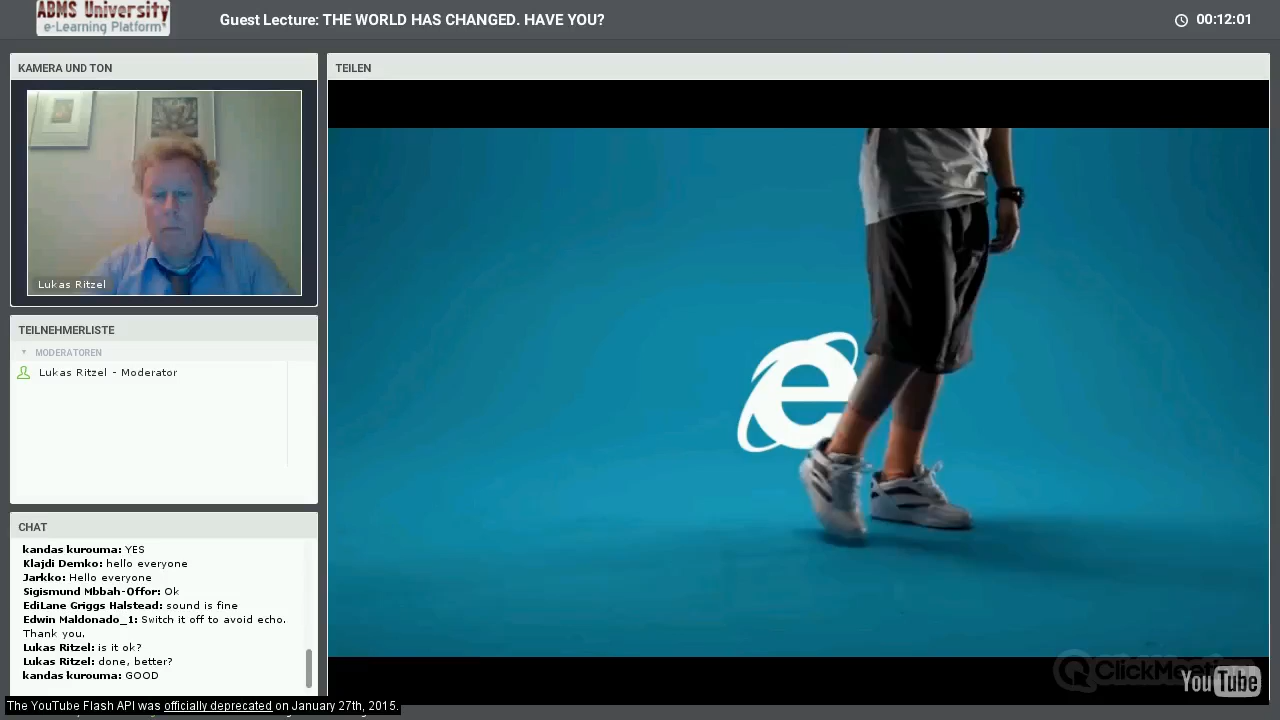 ABMS University
e-Learning Platform
Guest Lecture: THE WORLD HAS CHANGED. HAVE YOU?
00:12:01
KAMERA UND TON
Lukas Ritzel
TEILNEHMERLISTE
MODERATOREN
Lukas Ritzel - Moderator
CHAT
kandas kurouma: YES
Klajdi Demko: hello everyone
Jarkko: Hello everyone
Sigismund Mbbah-Offor: Ok
EdiLane Griggs Halstead: sound is fine
Edwin Maldonado_1: Switch it off to avoid echo.
Thank you.
Lukas Ritzel: is it ok?
Lukas Ritzel: done, better?
kandas kurouma: GOOD
TEILEN
e
ClickMeeting
YouTube
The YouTube Flash API was officially deprecated on January 27th, 2015.